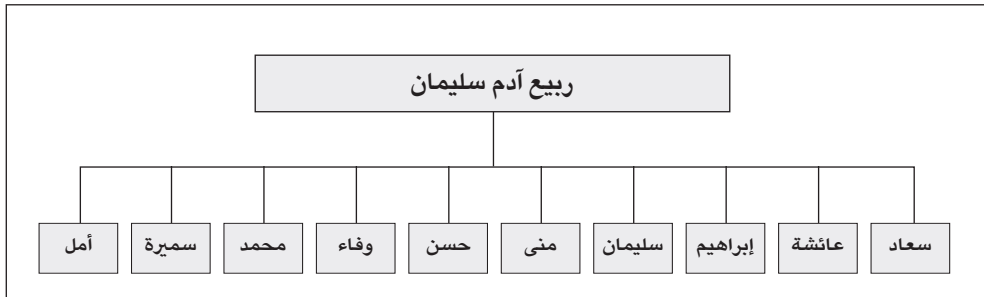 ربيع آدم سليمان
سعاد
عائشة
إبراهيم
سليمان
منى
حسن
وفاء
محمد
سميرة
أمل